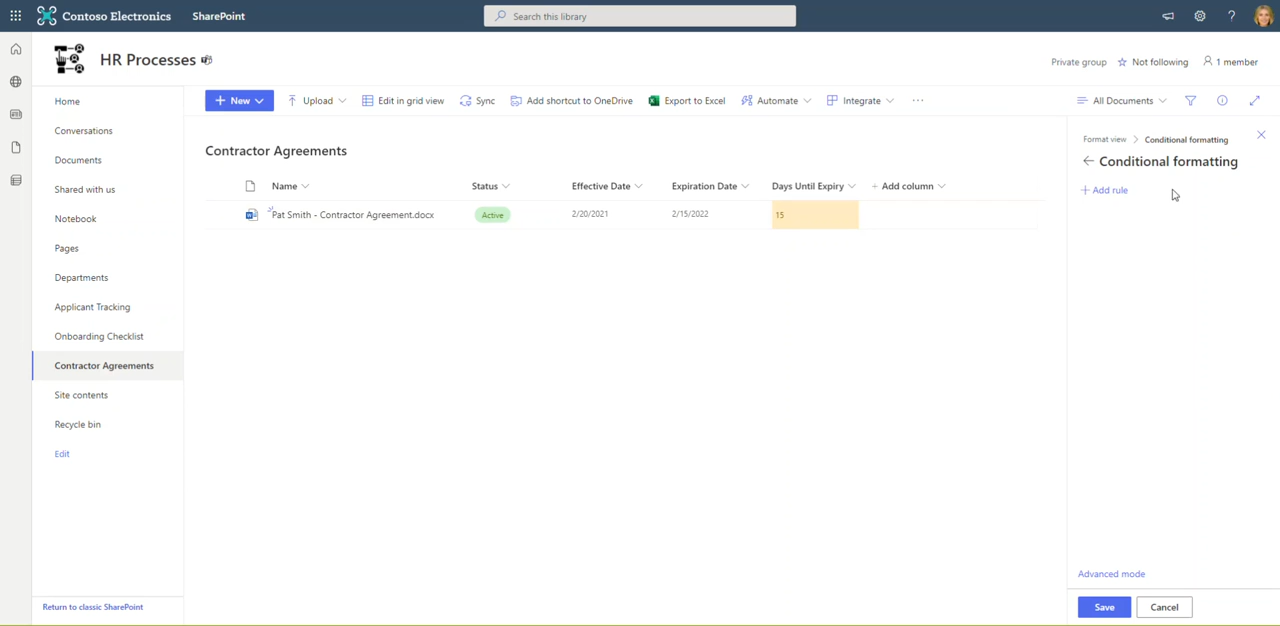 Contoso Electronics SharePoint Search this library ?
HR Processes
Private group Not following 1 member
Home
Conversations
Documents
Shared with us
Notebook
Pages
Departments
Applicant Tracking
Onboarding Checklist
Contractor Agreements
Site contents
Recycle bin
Edit
Return to classic SharePoint
+ New Upload Edit in grid view Sync Add shortcut to OneDrive Export to Excel Automate Integrate ... All Documents
Contractor Agreements
Name Status Effective Date Expiration Date Days Until Expiry + Add column
Pat Smith - Contractor Agreement.docx Active 2/20/2021 2/15/2022 15
Format view > Conditional formatting
Conditional formatting
+ Add rule
Advanced mode
Save Cancel